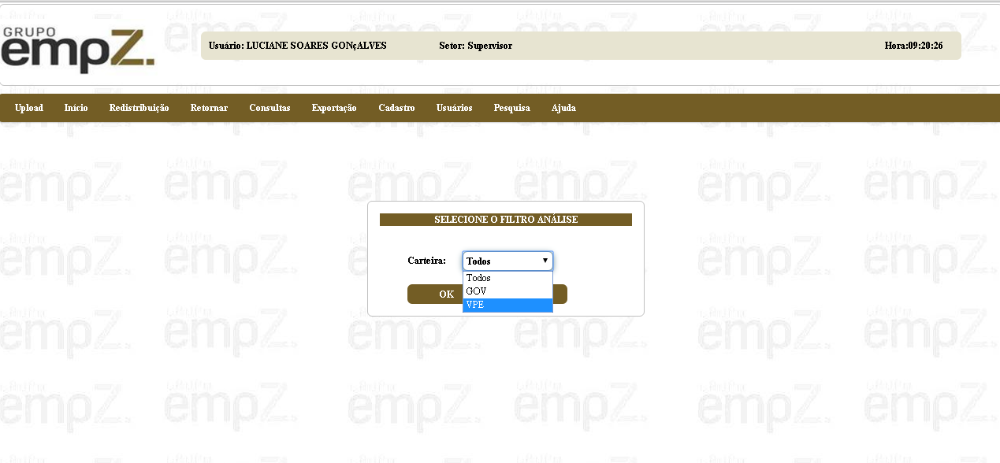 GRUPO
empZ.
Usuário: LUCIANE SOARES GONçALVES Setor: Supervisor Hora:09:20:26
Upload Início Redistribuição Retornar Consultas Exportação Cadastro Usuários Pesquisa Ajuda
SELECIONE O FILTRO ANÁLISE
Carteira: Todos
Todos
GOV
OK VPE